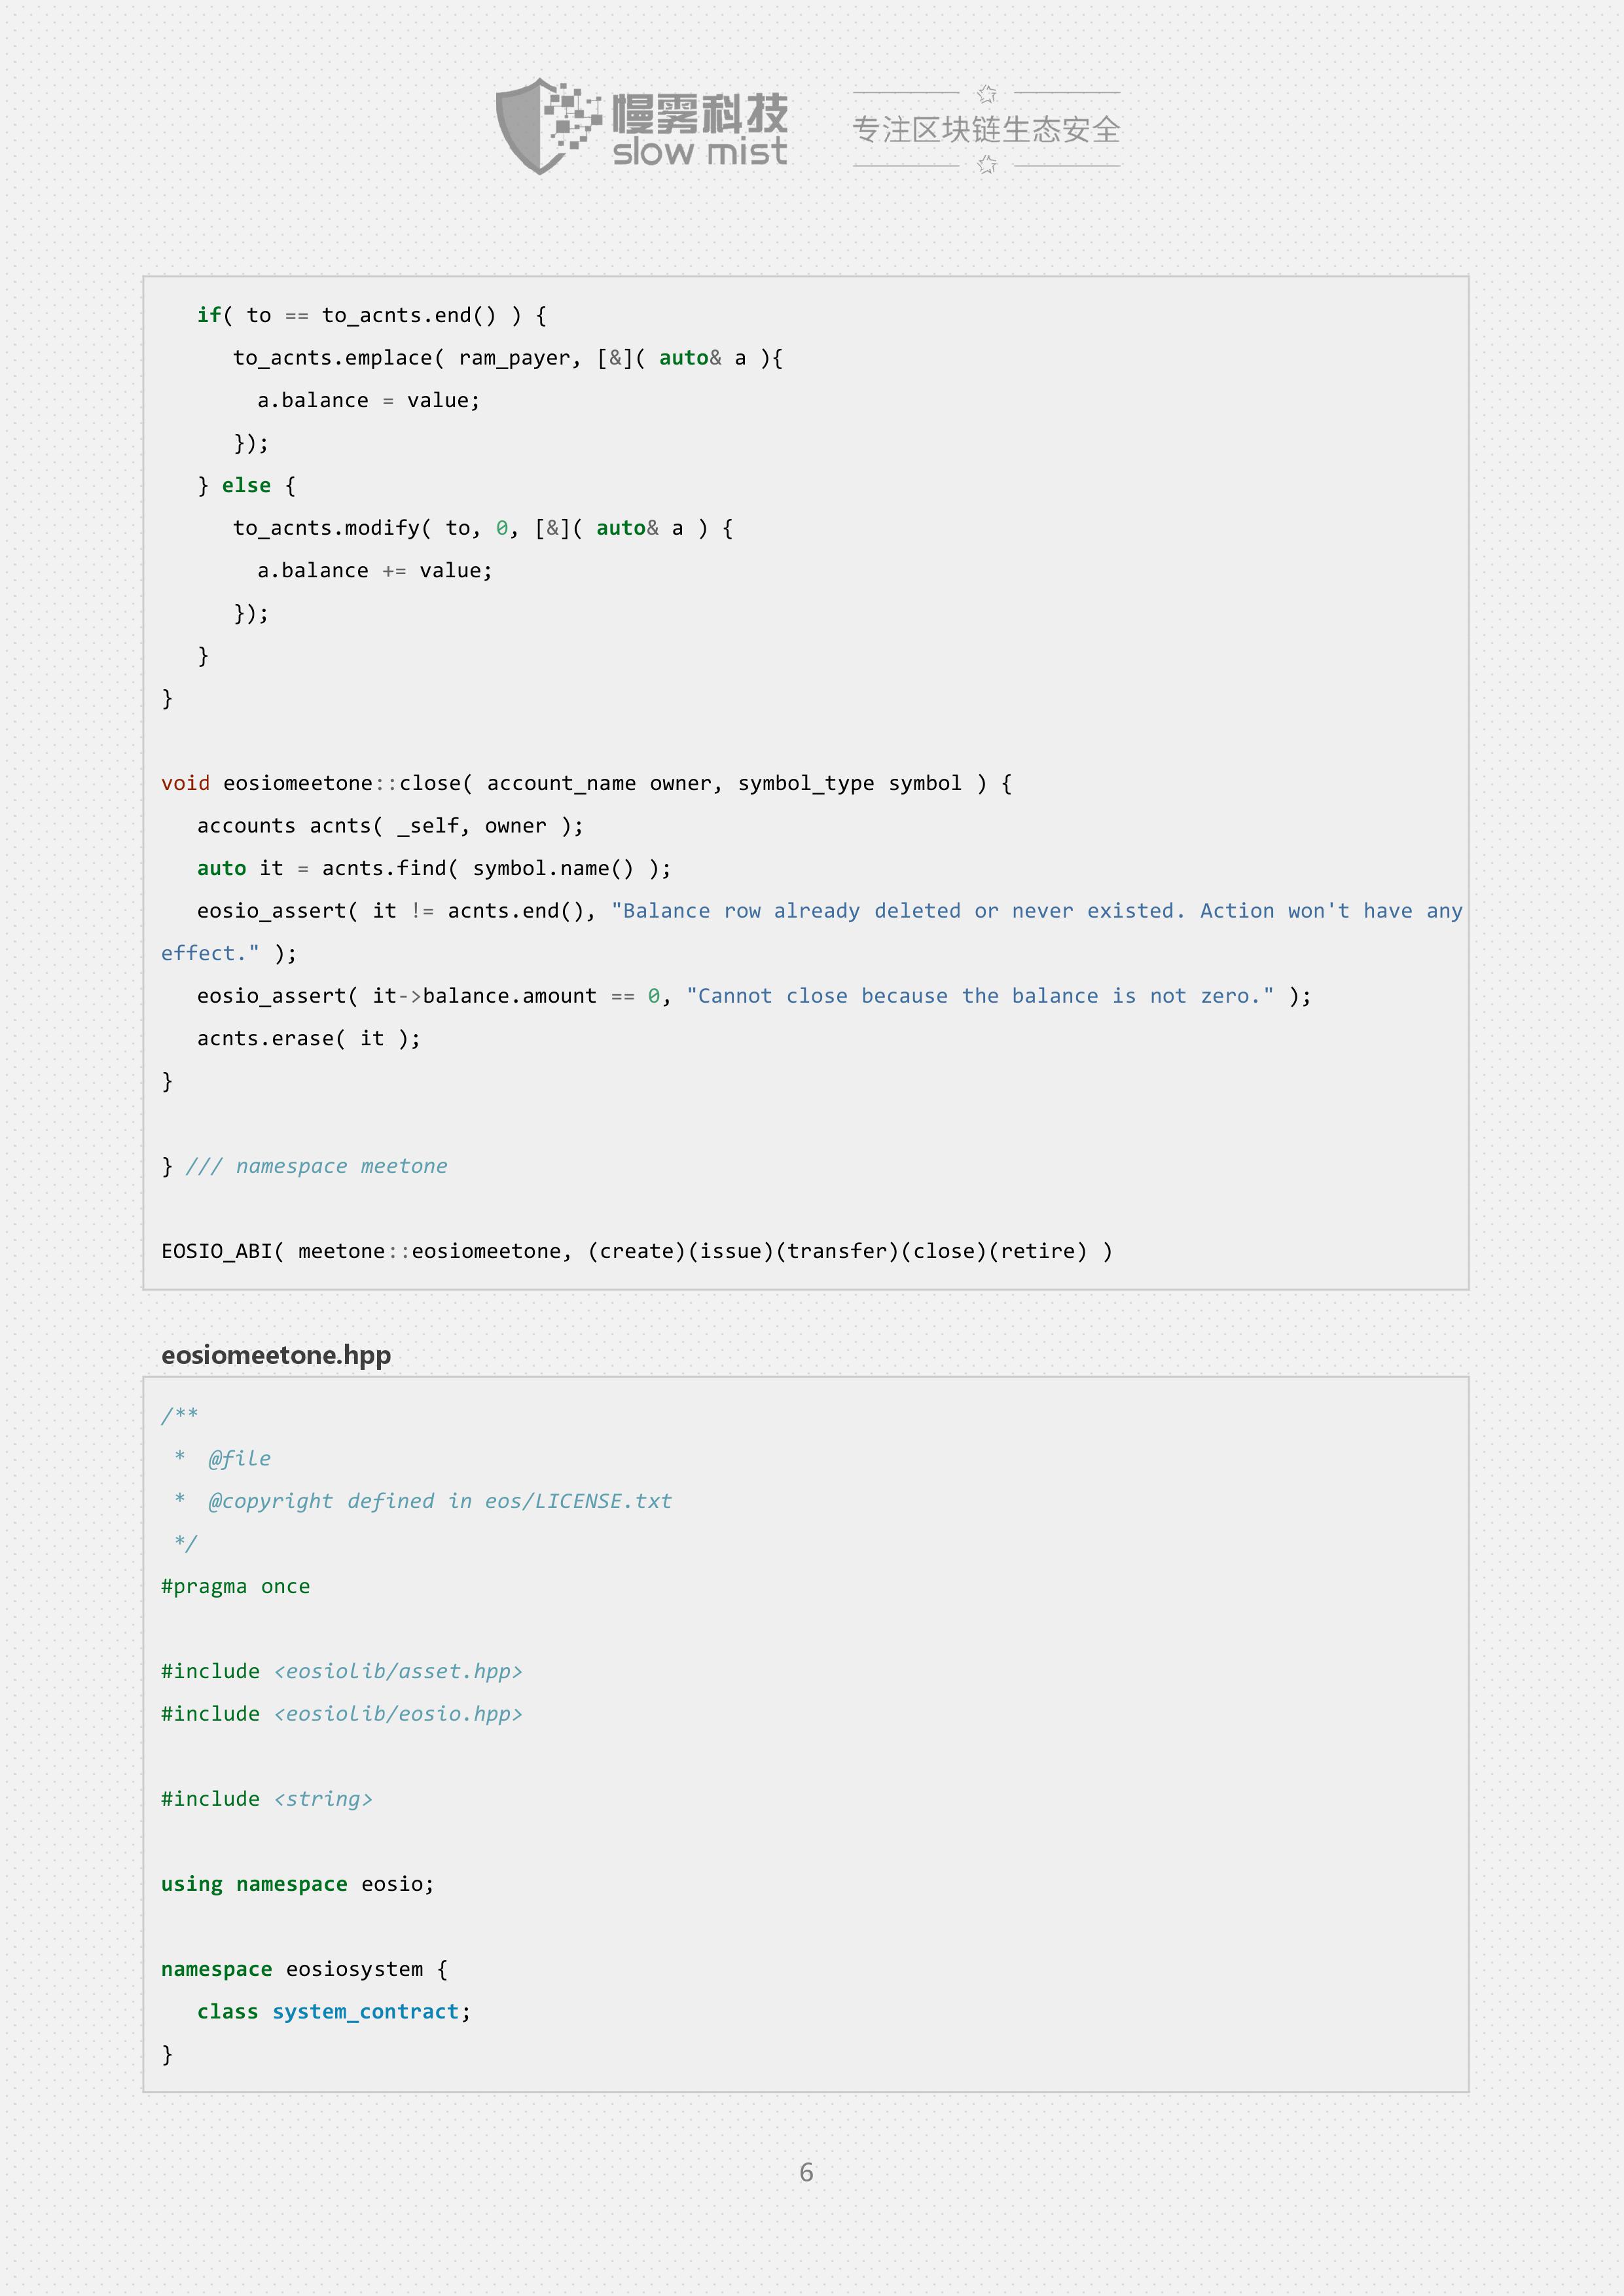 慢雾科技
slow mist
专注区块链生态安全
if( to == to_acnts.end() ) {
to_acnts.emplace( ram_payer, [&]( auto& a ){
a.balance = value;
});
} else {
to_acnts.modify( to, 0, [&]( auto& a ) {
a.balance += value;
});
}
}
void eosiomeetone::close( account_name owner, symbol_type symbol ) {
accounts acnts( _self, owner );
auto it = acnts.find( symbol.name() );
eosio_assert( it != acnts.end(), "Balance row already deleted or never existed. Action won't have any
effect." );
eosio_assert( it->balance.amount == 0, "Cannot close because the balance is not zero." );
acnts.erase( it );
}
} /// namespace meetone
EOSIO_ABI( meetone::eosiomeetone, (create)(issue)(transfer)(close)(retire) )
eosiomeetone.hpp
/**
* @file
* @copyright defined in eos/LICENSE.txt
*/
#pragma once
#include <eosiolib/asset.hpp>
#include <eosiolib/eosio.hpp>
#include <string>
using namespace eosio;
namespace eosiosystem {
class system_contract;
}
6